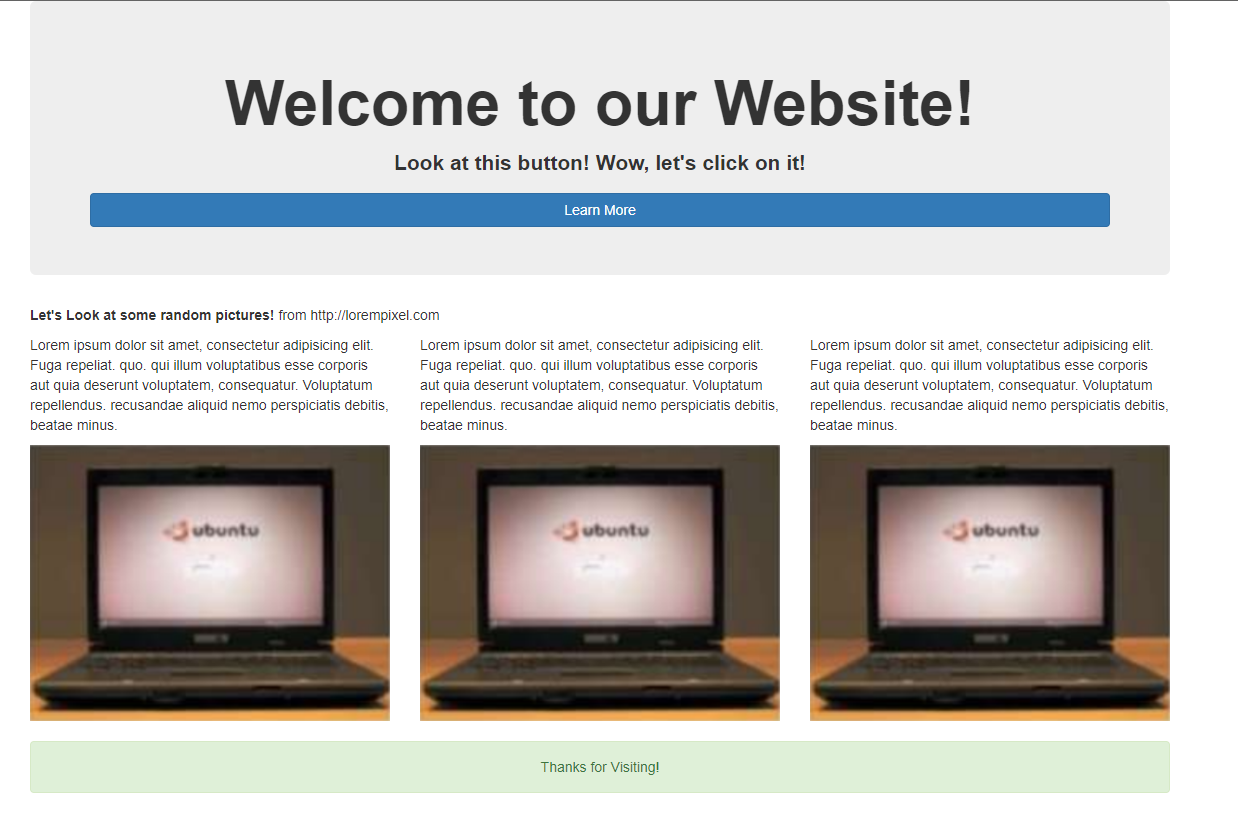 Welcome to our Website!
Look at this button! Wow, let's click on it!
Learn More
Let's Look at some random pictures! from http://lorempixel.com
Lorem ipsum dolor sit amet, consectetur adipisicing elit.
Fuga repeliat. quo. qui illum voluptatibus esse corporis
aut quia deserunt voluptatem, consequatur. Voluptatum
repellendus. recusandae aliquid nemo perspiciatis debitis,
beatae minus.
Lorem ipsum dolor sit amet, consectetur adipisicing elit.
Fuga repeliat. quo. qui illum voluptatibus esse corporis
aut quia deserunt voluptatem, consequatur. Voluptatum
repellendus. recusandae aliquid nemo perspiciatis debitis,
beatae minus.
Lorem ipsum dolor sit amet, consectetur adipisicing elit.
Fuga repeliat. quo. qui illum voluptatibus esse corporis
aut quia deserunt voluptatem, consequatur. Voluptatum
repellendus. recusandae aliquid nemo perspiciatis debitis,
beatae minus.
ubuntu
ubuntu
ubuntu
Thanks for Visiting!